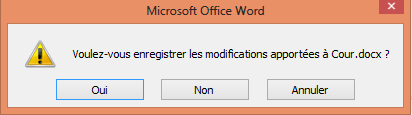 Microsoft Office Word
Voulez-vous enregistrer les modifications apportées à Cour.docx ?
Oui Non Annuler